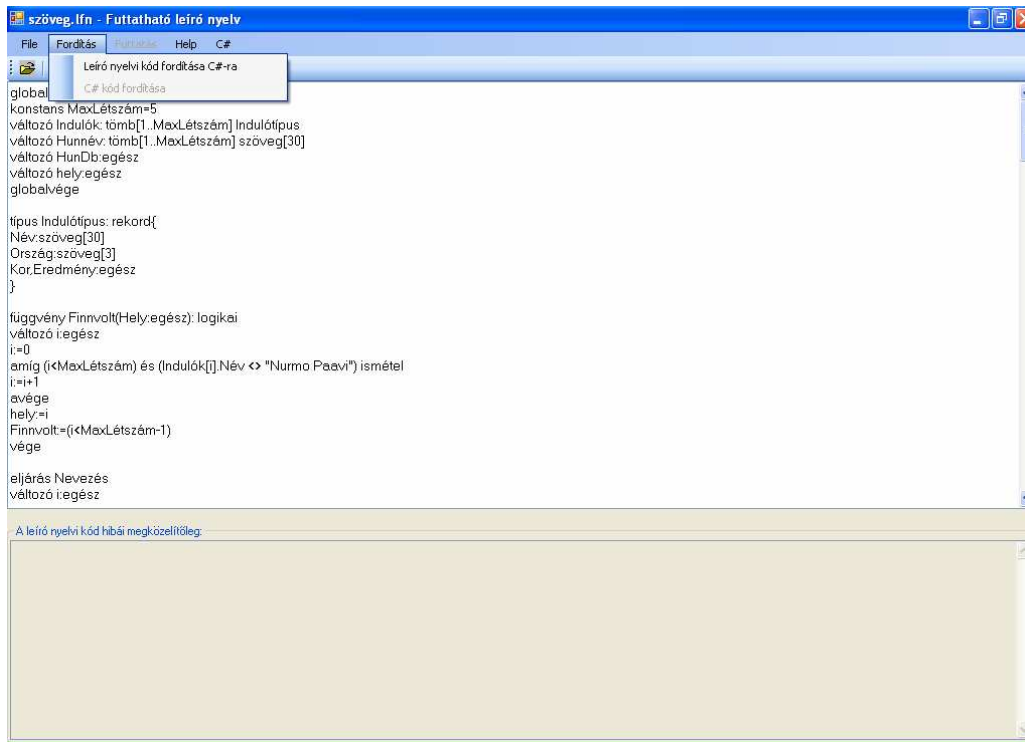 szöveg.lfn - Futtatható leíró nyelv
File Fordítás Futtatás Help C#
Leíró nyelvi kód fordítása C#-ra
C# kód fordítása
global
konstans MaxLétszám=5
változó Indulók: tömb[1..MaxLétszám] Indulótípus
változó Hunnév: tömb[1..MaxLétszám] szöveg[30]
változó HunDb:egész
változó hely:egész
globalvége
típus Indulótípus: rekord{
Név:szöveg[30]
Ország:szöveg[3]
Kor,Eredmény:egész
}
függvény Finnvolt(Hely:egész): logikai
változó i:egész
i:=0
amíg (i<MaxLétszám) és (Indulók[i].Név <> "Nurmo Paavi") ismétel
i:=i+1
avége
hely:=i
Finnvolt:=(i<MaxLétszám-1)
vége
eljárás Nevezés
változó i:egész
A leíró nyelvi kód hibái megközelítőleg: